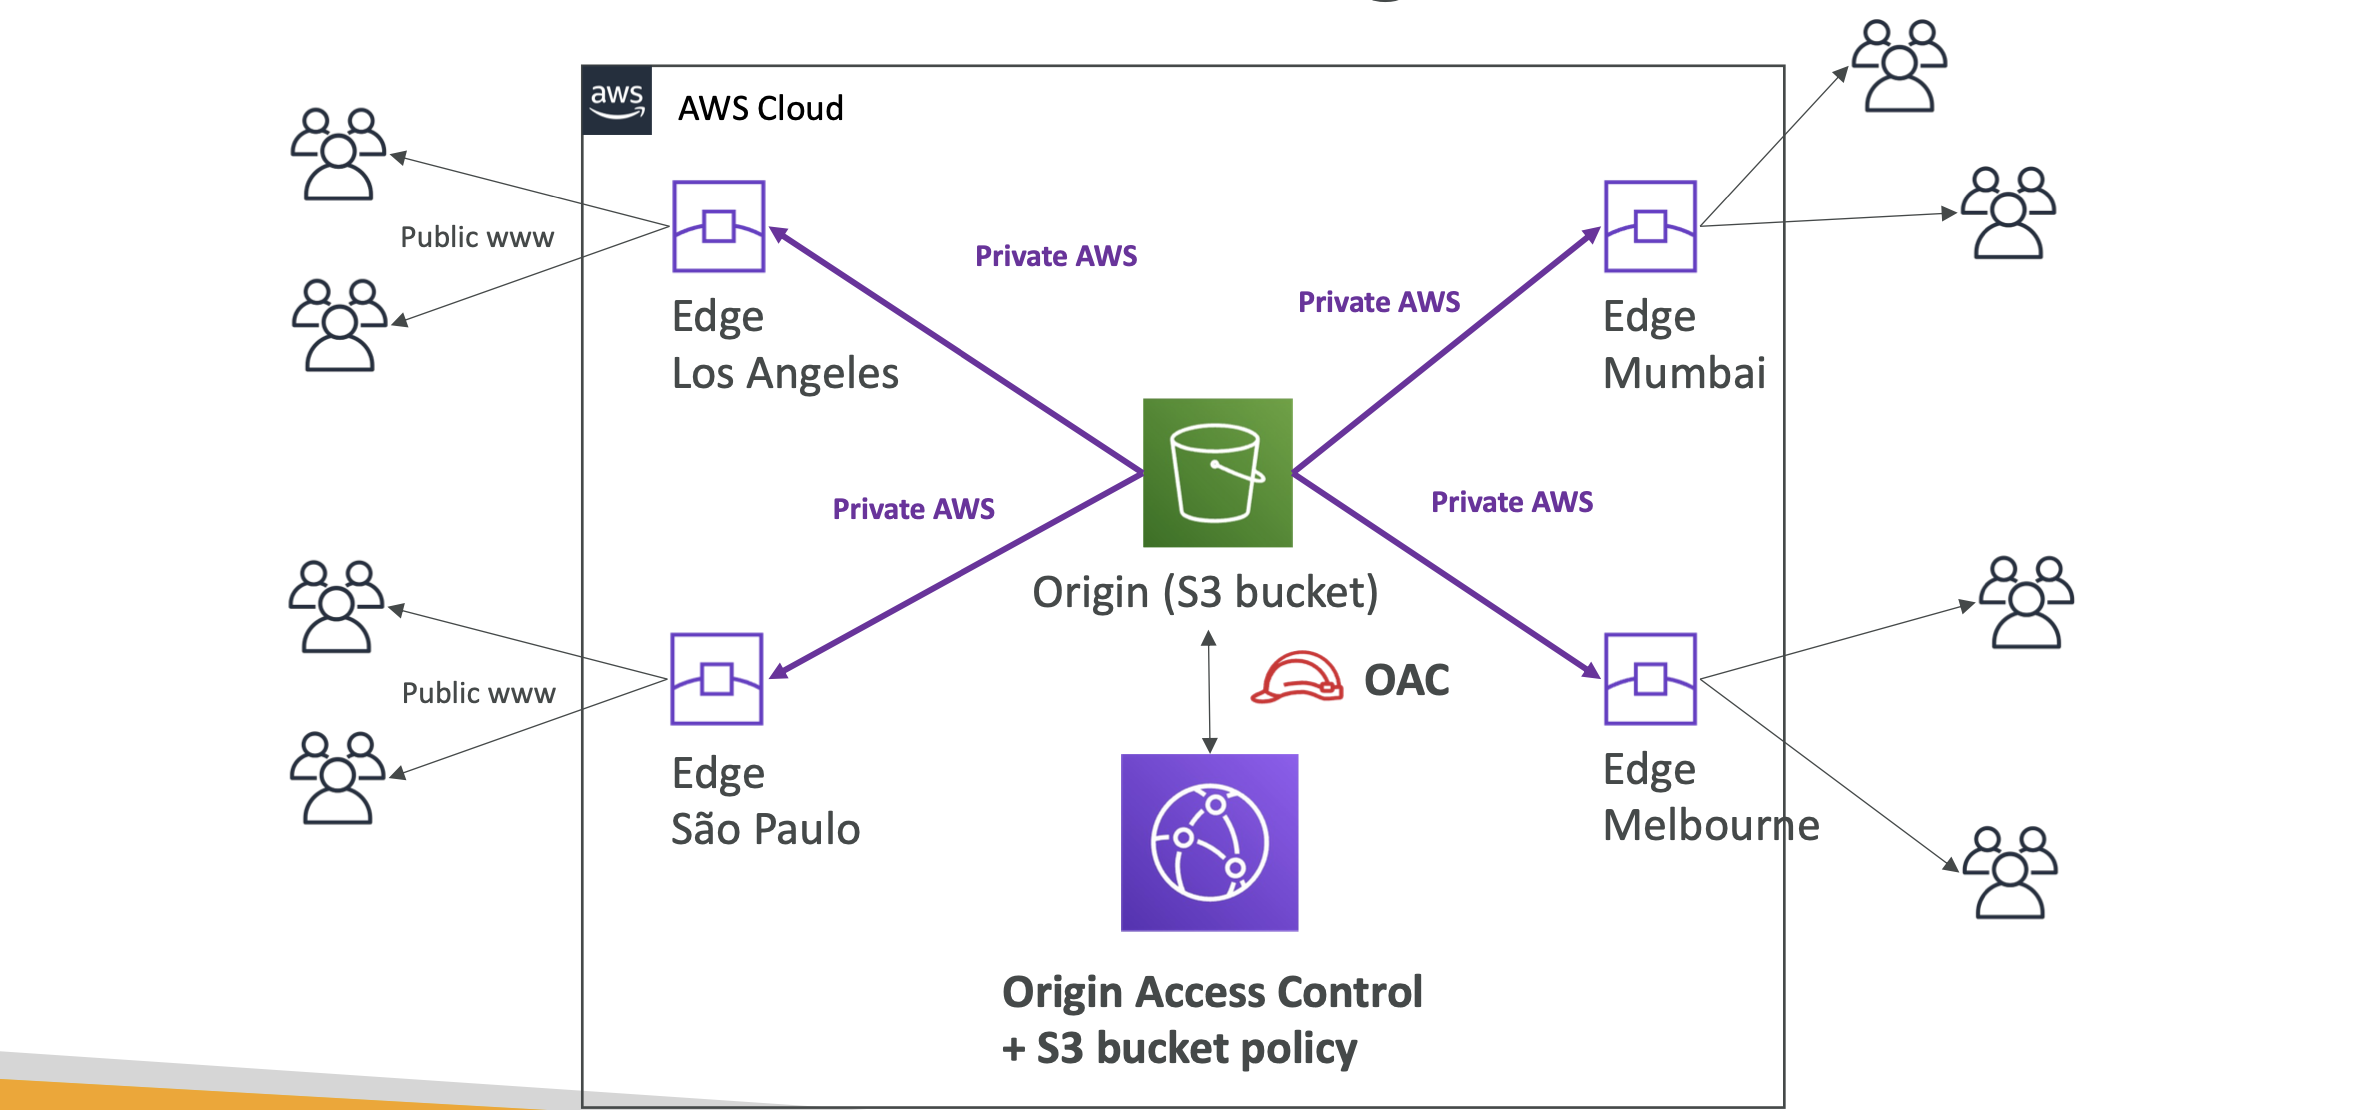 aws
AWS Cloud
Public www
Private AWS
Private AWS
Edge
Los Angeles
Edge
Mumbai
Private AWS
Private AWS
Origin (S3 bucket)
OAC
Public www
Edge
São Paulo
Edge
Melbourne
Origin Access Control
+ S3 bucket policy